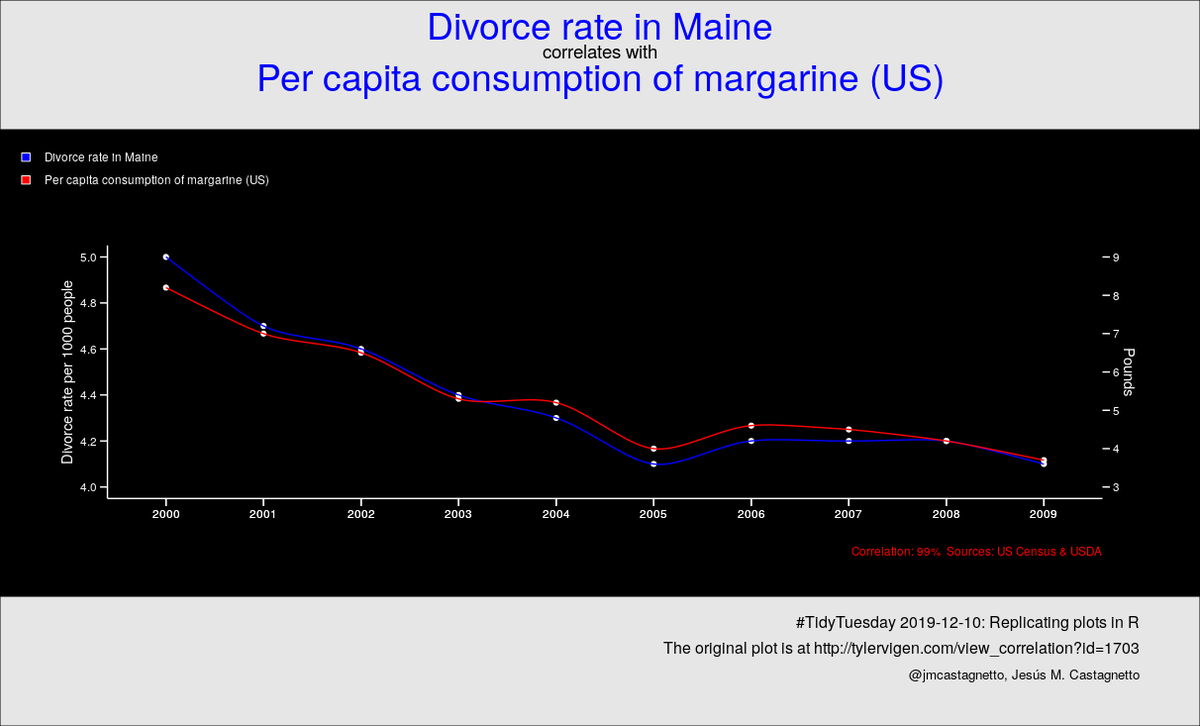 Divorce rate in Maine
correlates with
Per capita consumption of margarine (US)
Divorce rate in Maine
Per capita consumption of margarine (US)
Divorce rate per 1000 people
5.0
4.8
4.6
4.4
4.2
4.0
9
8
7
6
5
4
3
Pounds
2000 2001 2002 2003 2004 2005 2006 2007 2008 2009
Correlation: 99%. Sources: US Census & USDA
#TidyTuesday 2019-12-10: Replicating plots in R
The original plot is at http://tylervigen.com/view_correlation?id=1703
@jmcastagnetto, Jesús M. Castagnetto